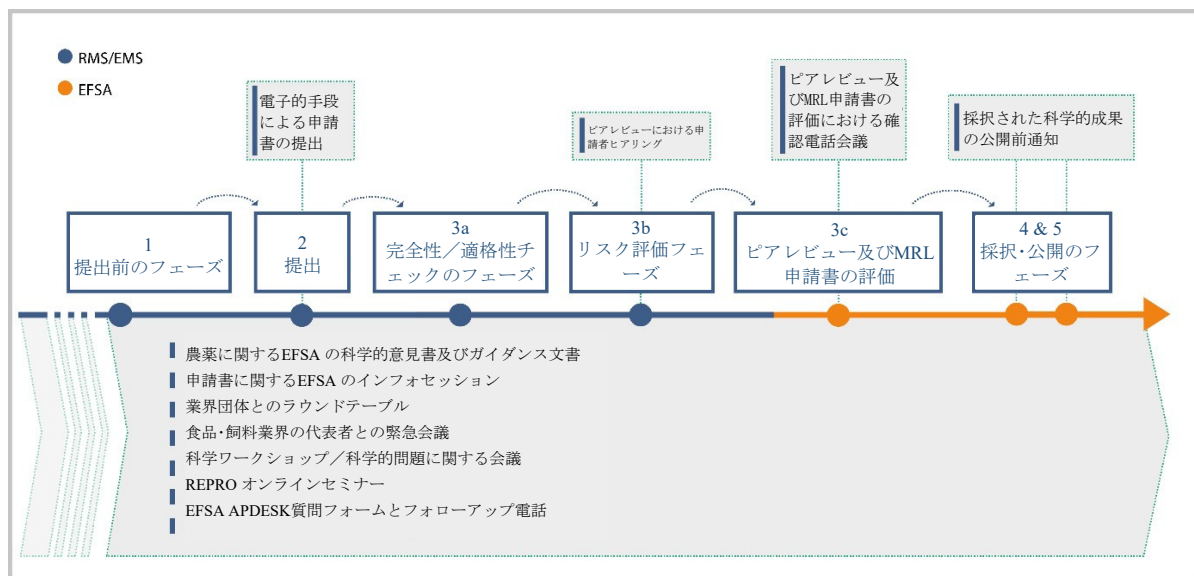 RMS/EMS
EFSA
電子的手段
による申請
書の提出
ピアレビューにおける申
請者ヒアリング
ピアレビュー及
びMRL申請書の
評価における確
認電話会議
採択された科学的成果
の公開前通知
1
提出前のフェーズ
2
提出
3a
完全性／適格性チ
ェックのフェーズ
3b
リスク評価フェ
ーズ
3c
ピアレビュー及びMRL
申請書の評価
4 & 5
採択・公開のフ
ェーズ
農薬に関するEFSA の科学的意見書及びガイダンス文書
申請書に関するEFSA のインフォセッション
業界団体とのラウンドテーブル
食品・飼料業界の代表者との緊急会議
科学ワークショップ／科学的問題に関する会議
REPRO オンラインセミナー
EFSA APDESK質問フォームとフォローアップ電話